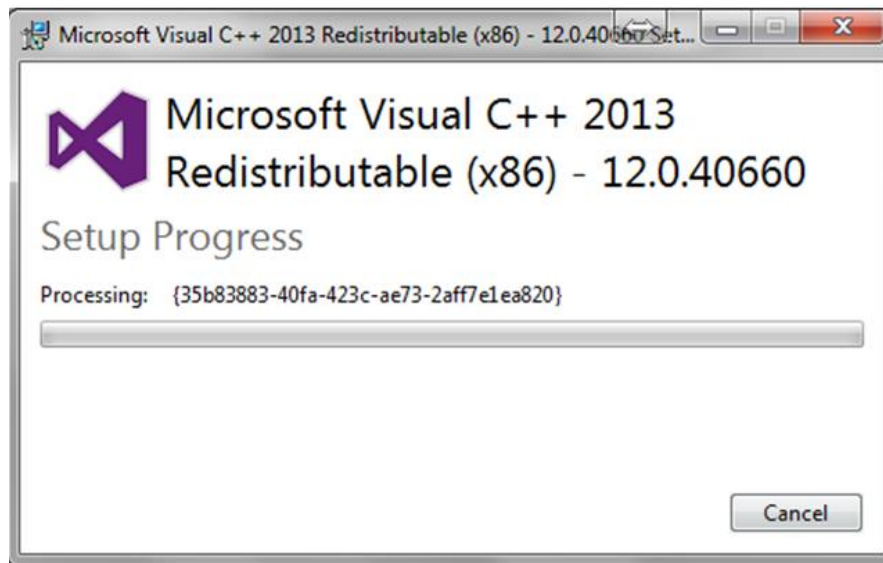 Microsoft Visual C++ 2013 Redistributable (x86) - 12.0.40660 Set...
Microsoft Visual C++ 2013
Redistributable (x86) - 12.0.40660
Setup Progress
Processing: {35b83883-40fa-423c-ae73-2aff7e1ea820}
Cancel